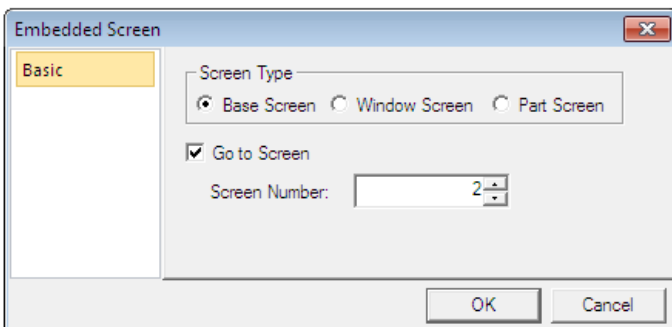 Embedded Screen
Basic
Screen Type
Base Screen Window Screen Part Screen
Go to Screen
Screen Number: 2
OK Cancel